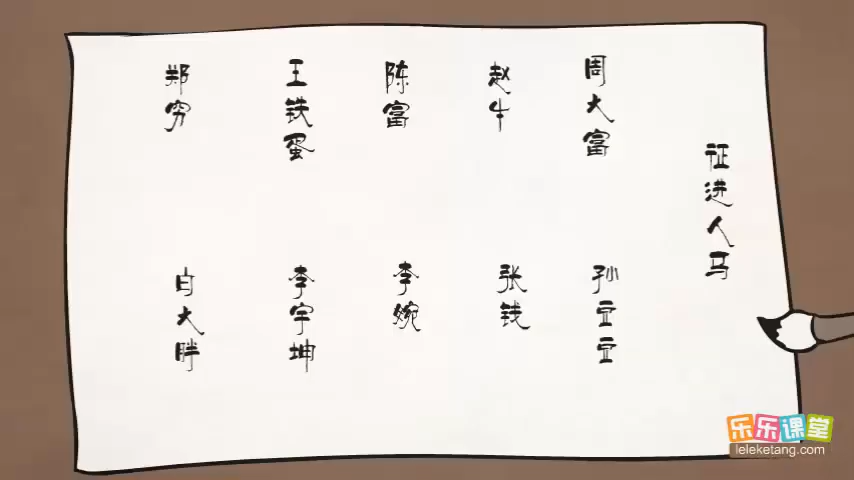 征进人马
周大富
赵牛
陈富
王铁蛋
郑穷
孙豆豆
张钱
李婉
李宇坤
白大胖
乐乐课堂
leleketang.com